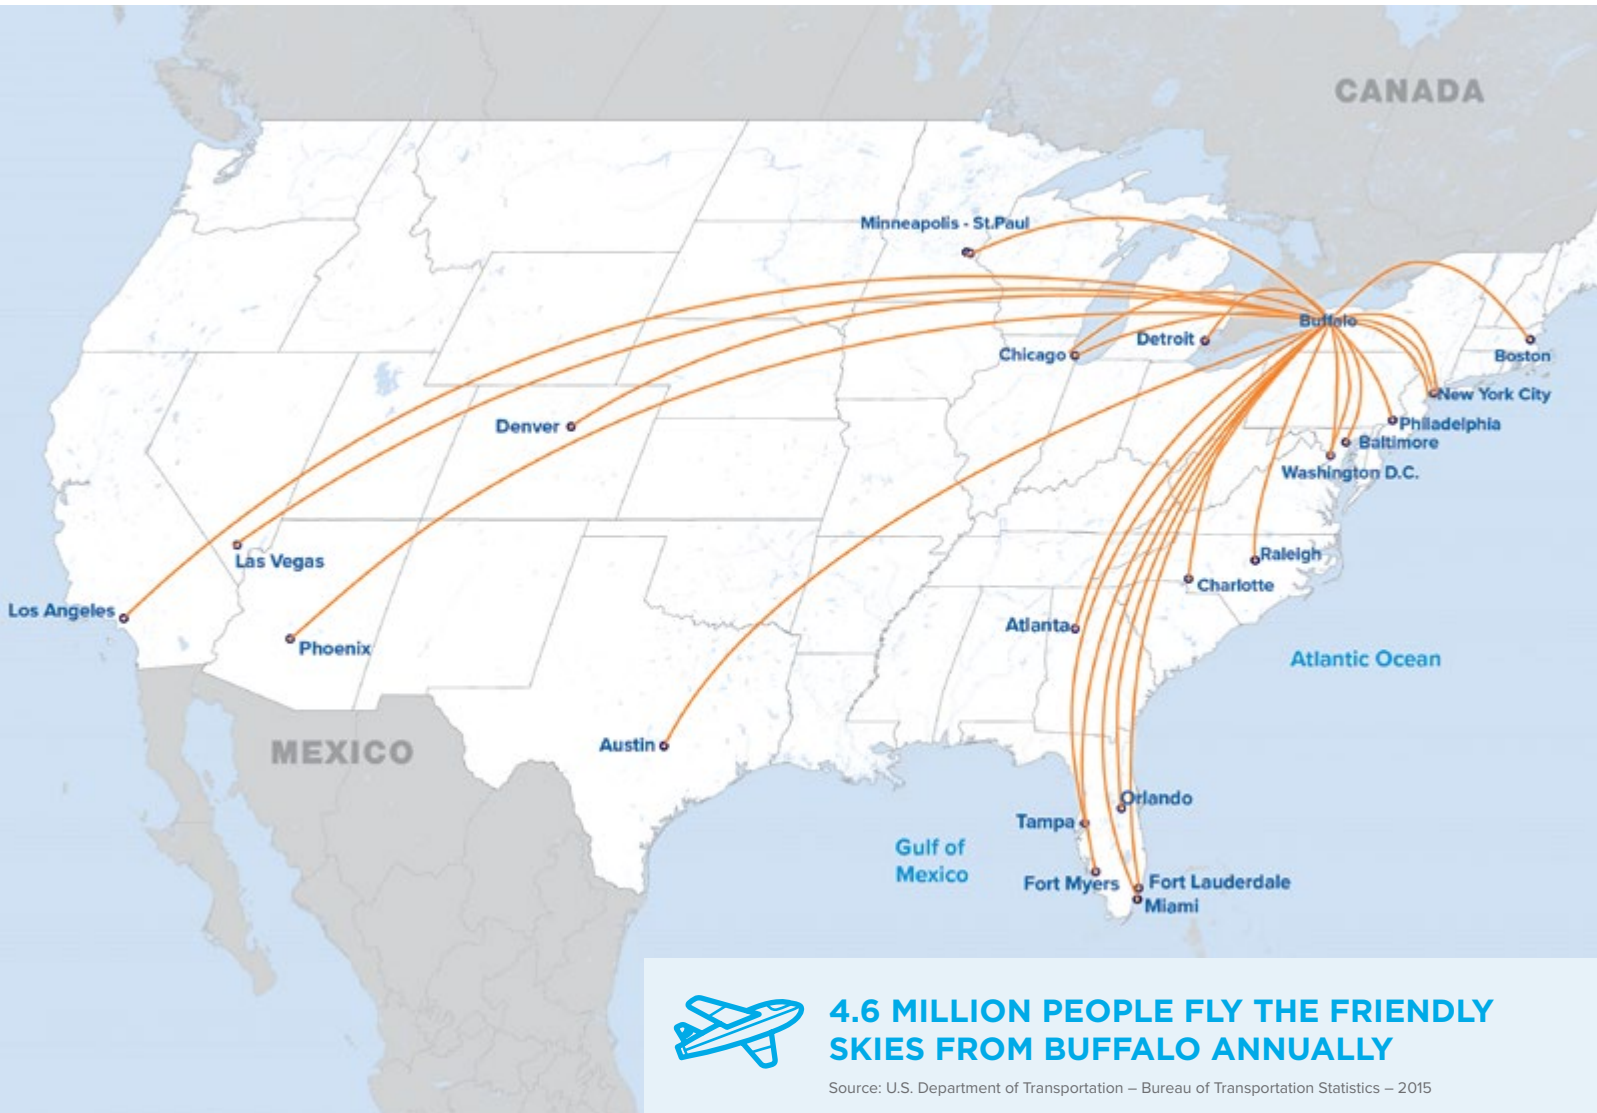 CANADA
Minneapolis - St.Paul
Buffalo
Detroit
Chicago
Boston
New York City
Denver
Philadelphia
Baltimore
Washington D.C.
Las Vegas
Raleigh
Charlotte
Los Angeles
Atlanta
Phoenix
Atlantic Ocean
Austin
MEXICO
Orlando
Tampa
Gulf of
Mexico
Fort Myers
Fort Lauderdale
Miami
4.6 MILLION PEOPLE FLY THE FRIENDLY
SKIES FROM BUFFALO ANNUALLY
Source: U.S. Department of Transportation – Bureau of Transportation Statistics – 2015